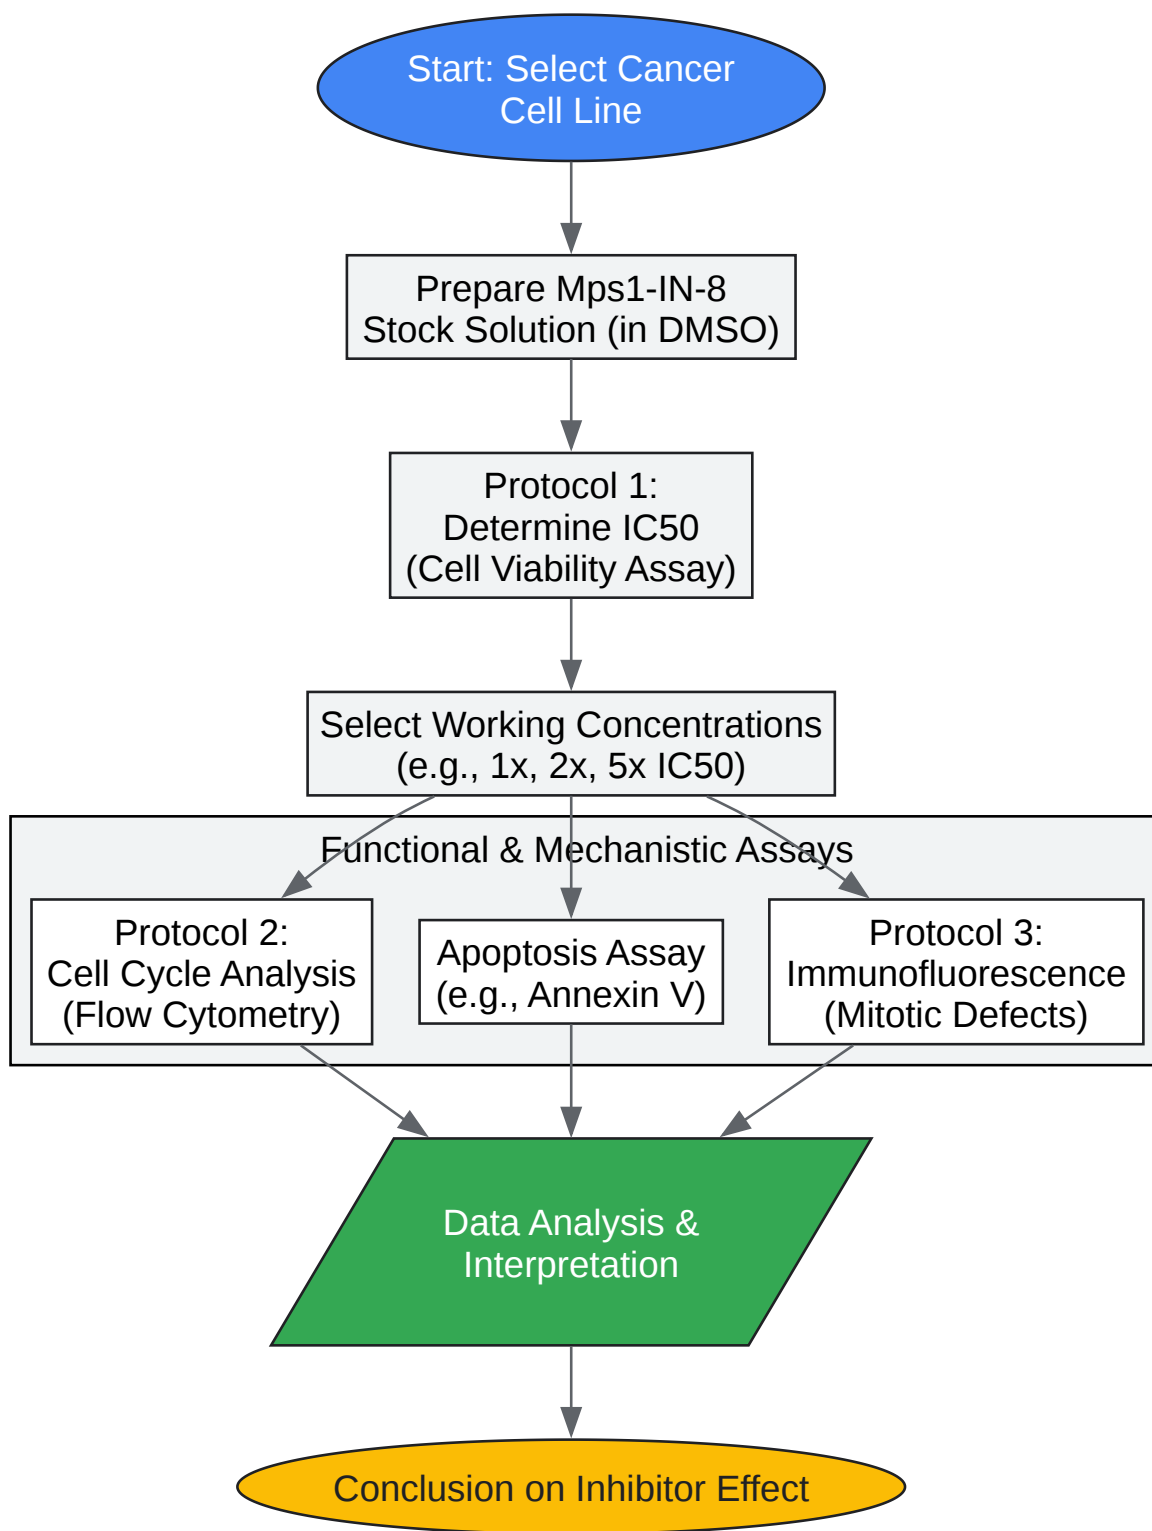 Start: Select Cancer
Cell Line
Prepare Mps1-IN-8
Stock Solution (in DMSO)
Protocol 1:
Determine IC50
(Cell Viability Assay)
Select Working Concentrations
(e.g., 1x, 2x, 5x IC50)
Functional & Mechanistic Assays
Protocol 2:
Cell Cycle Analysis
(Flow Cytometry)
Apoptosis Assay
(e.g., Annexin V)
Protocol 3:
Immunofluorescence
(Mitotic Defects)
Data Analysis &
Interpretation
Conclusion on Inhibitor Effect